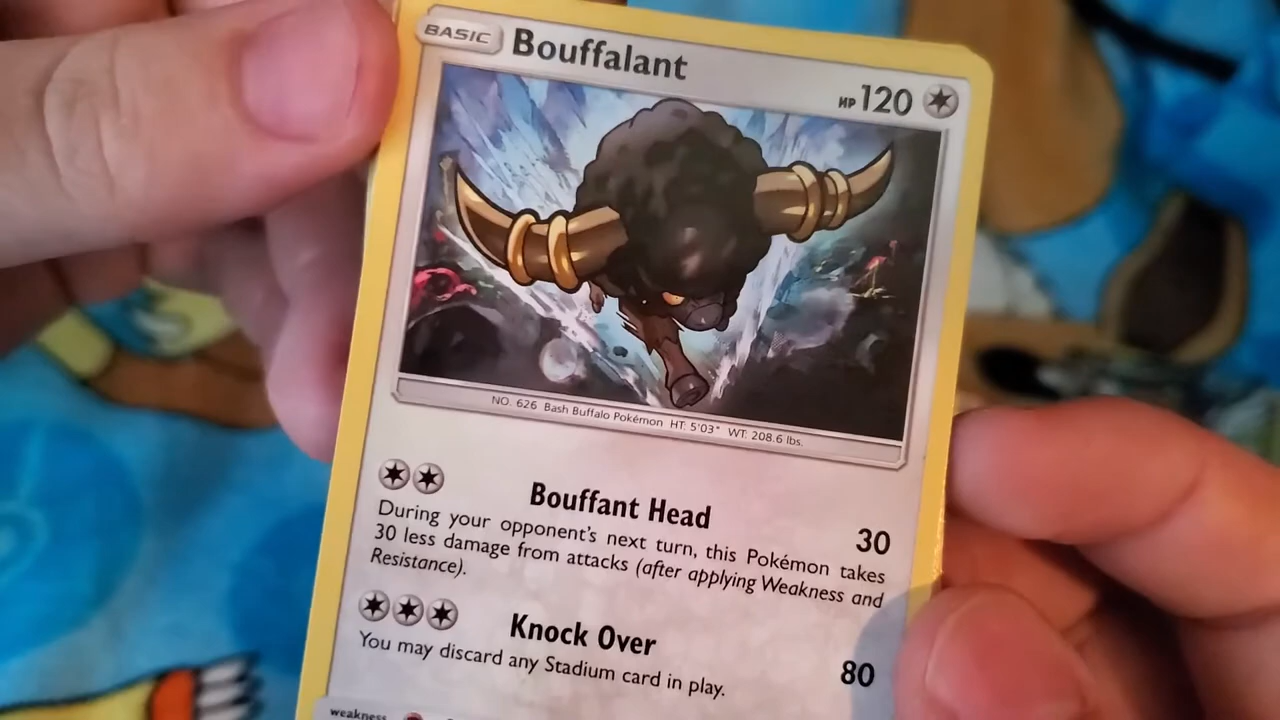 BASIC Bouffalant
HP 120
NO. 626 Bash Buffalo Pokémon HT: 5'03" WT: 208.6 lbs.
Bouffant Head 30
During your opponent's next turn, this Pokémon takes
30 less damage from attacks (after applying Weakness and
Resistance).
Knock Over 80
You may discard any Stadium card in play.
weakness